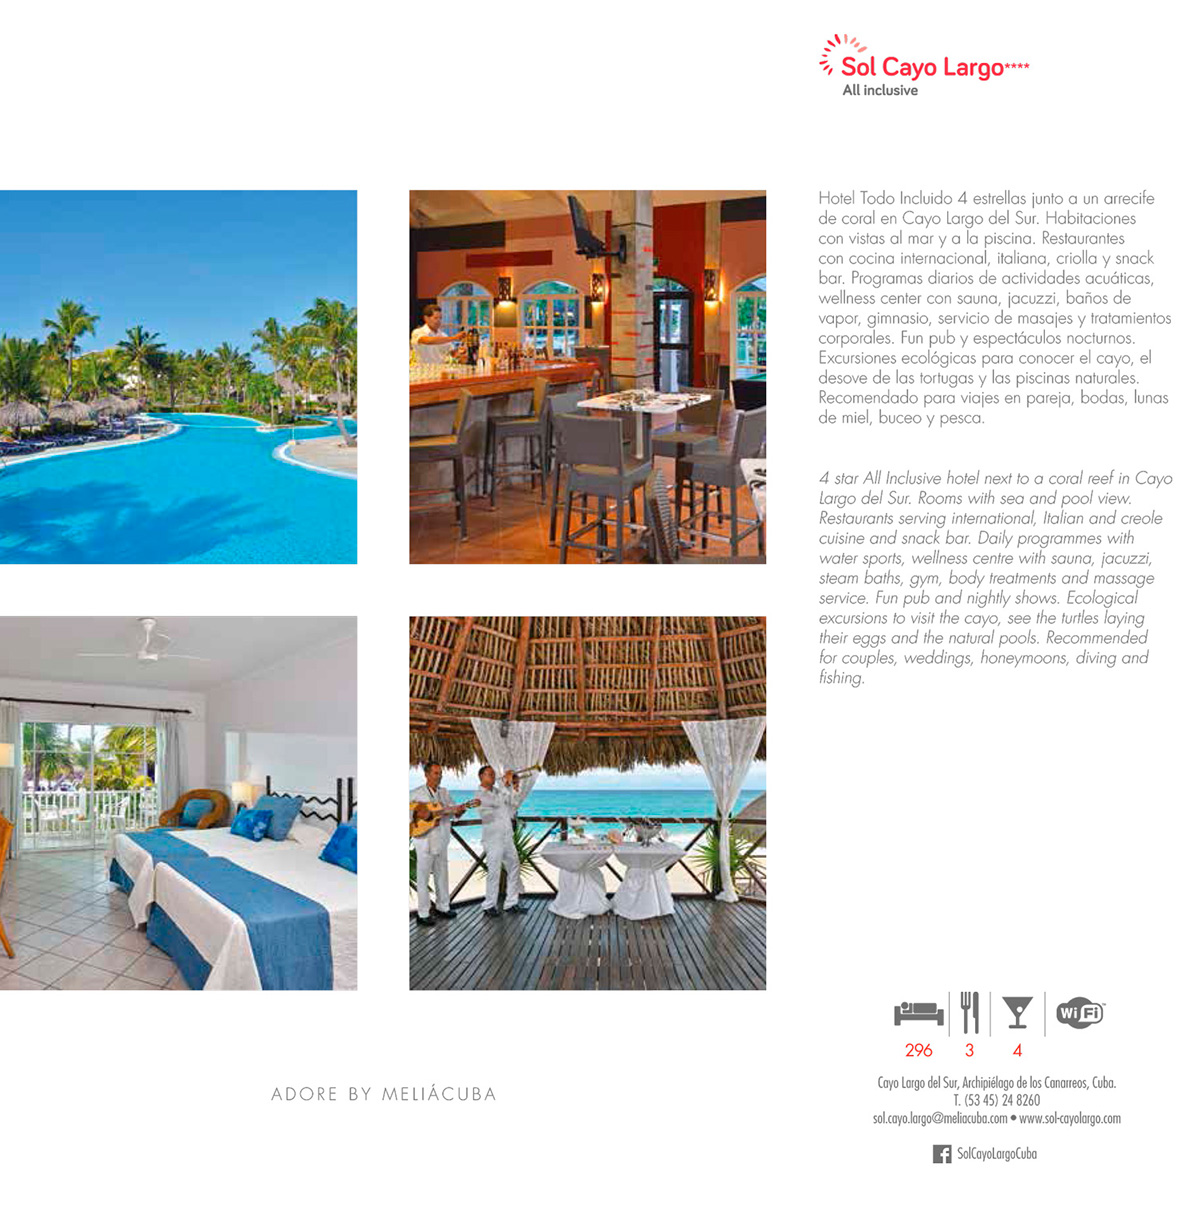 Sol Cayo Largo****
All inclusive
Hotel Todo Incluido 4 estrellas junto a un arrecife
de coral en Cayo Largo del Sur. Habitaciones
con vistas al mar y a la piscina. Restaurantes
con cocina internacional, italiana, criolla y snack
bar. Programas diarios de actividades acuáticas,
wellness center con sauna, jacuzzi, baños de
vapor, gimnasio, servicio de masajes y tratamientos
corporales. Fun pub y espectáculos nocturnos.
Excursiones ecológicas para conocer el cayo, el
desove de las tortugas y las piscinas naturales.
Recomendado para viajes en pareja, bodas, lunas
de miel, buceo y pesca.
4 star All Inclusive hotel next to a coral reef in Cayo
Largo del Sur. Rooms with sea and pool view.
Restaurants serving international, Italian and creole
cuisine and snack bar. Daily programmes with
water sports, wellness centre with sauna, jacuzzi,
steam baths, gym, body treatments and massage
service. Fun pub and nightly shows. Ecological
excursions to visit the cayo, see the turtles laying
their eggs and the natural pools. Recommended
for couples, weddings, honeymoons, diving and
fishing.
WiFi™
296 3 4
Cayo Largo del Sur, Archipiélago de los Canarreos, Cuba.
T. (53 45) 24 8260
sol.cayo.largo@meliacuba.com • www.sol-cayolargo.com
SolCayoLargoCuba
ADORE BY MELIÁCUBA